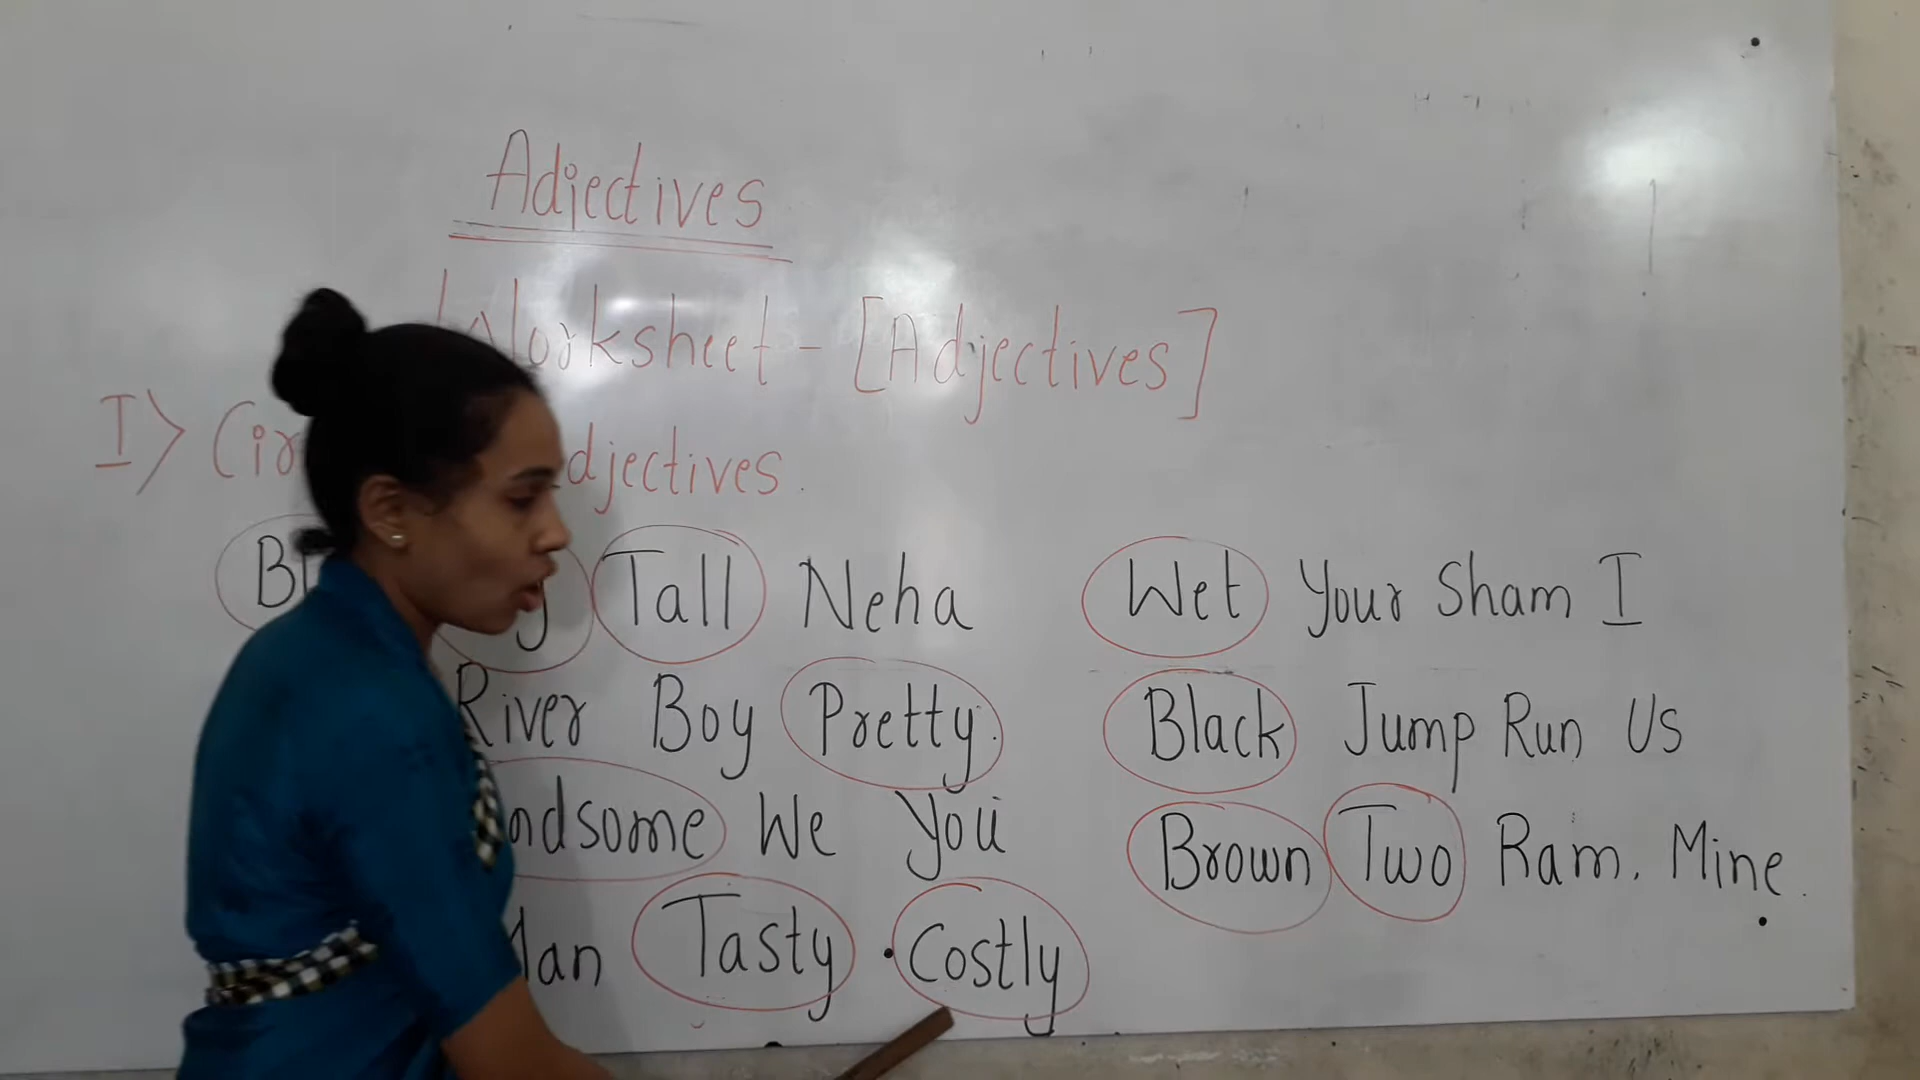 Adjectives
Worksheet - [Adjectives]
I> djectives.
Tall Neha
River Boy Pretty.
ndsome We You
Tasty . Costly
Wet Your Sham I
Black Jump Run Us
Brown Two Ram. Mine.